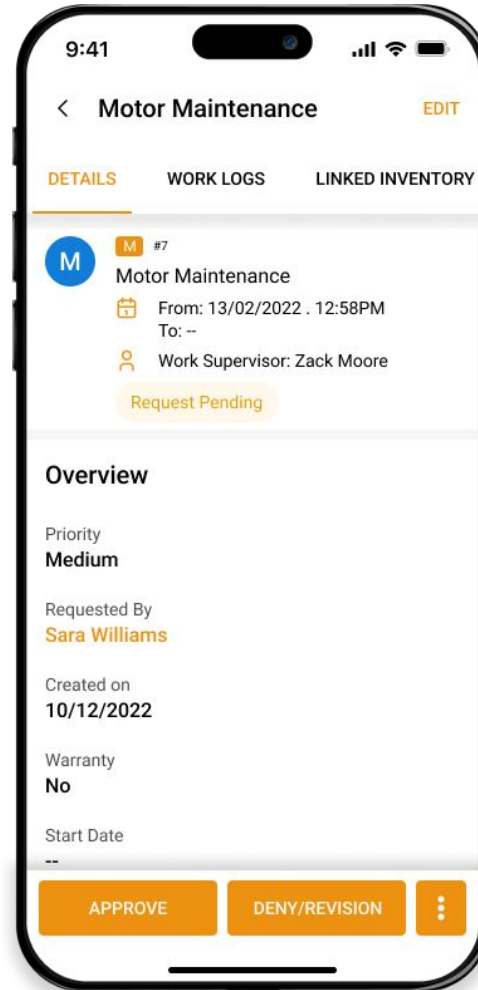 9:41
Motor Maintenance
EDIT
DETAILS
WORK LOGS
LINKED INVENTORY
M
M #7
Motor Maintenance
From: 13/02/2022 . 12:58PM
To: --
Work Supervisor: Zack Moore
Request Pending
Overview
Priority
Medium
Requested By
Sara Williams
Created on
10/12/2022
Warranty
No
Start Date
--
APPROVE
DENY/REVISION